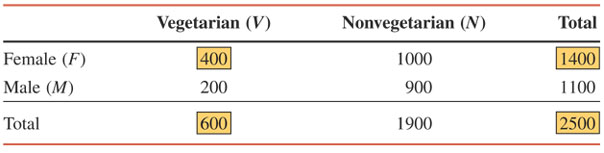 Vegetarian (V) Nonvegetarian (N) Total
Female (F) 400 1000 1400
Male (M) 200 900 1100
Total 600 1900 2500